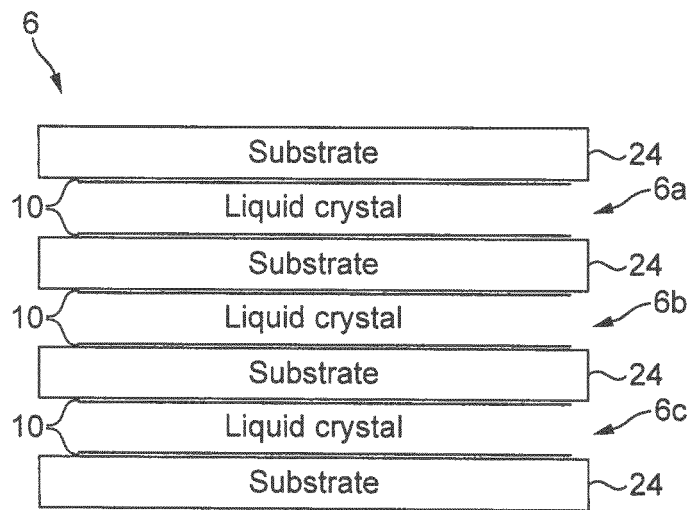 6
Substrate 24
10 Liquid crystal 6a
Substrate 24
10 Liquid crystal 6b
Substrate 24
10 Liquid crystal 6c
Substrate 24